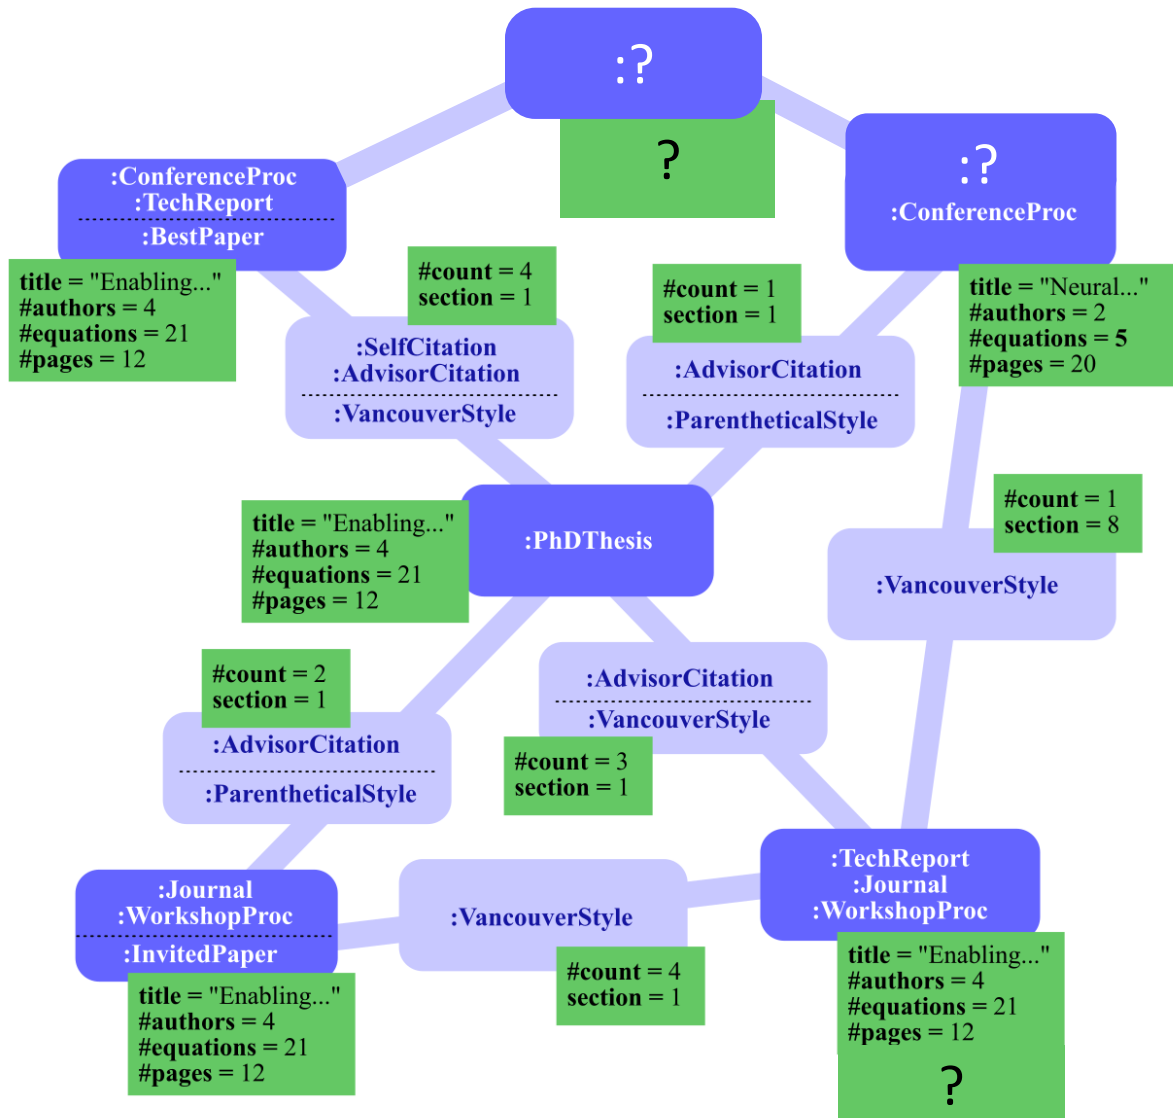 :?
?
:ConferenceProc
:TechReport
:BestPaper
title = "Enabling..."
#authors = 4
#equations = 21
#pages = 12
:?
:ConferenceProc
title = "Neural..."
#authors = 2
#equations = 5
#pages = 20
#count = 4
section = 1
:SelfCitation
:AdvisorCitation
:VancouverStyle
#count = 1
section = 1
:AdvisorCitation
:ParentheticalStyle
title = "Enabling..."
#authors = 4
#equations = 21
#pages = 12
:PhDThesis
#count = 1
section = 8
:VancouverStyle
#count = 2
section = 1
:AdvisorCitation
:ParentheticalStyle
:AdvisorCitation
:VancouverStyle
#count = 3
section = 1
:Journal
:WorkshopProc
:InvitedPaper
title = "Enabling..."
#authors = 4
#equations = 21
#pages = 12
:VancouverStyle
#count = 4
section = 1
:TechReport
:Journal
:WorkshopProc
title = "Enabling..."
#authors = 4
#equations = 21
#pages = 12
?